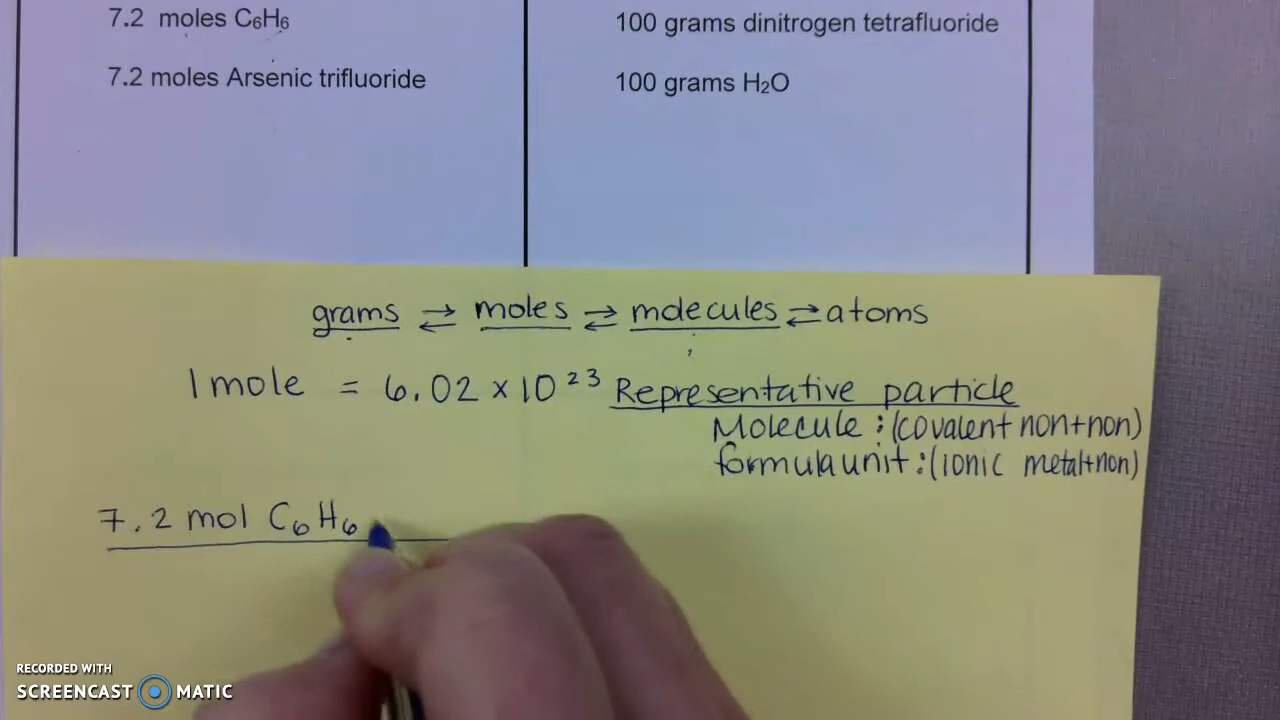 7.2 moles C₆H₆
100 grams dinitrogen tetrafluoride
7.2 moles Arsenic trifluoride
100 grams H₂O
grams ⇄ moles ⇄ molecules ⇄ atoms
1 mole = 6.02 x 10²³ Representative particle
Molecule : (covalent non+non)
formula unit : (ionic metal+non)
7.2 mol C₆H₆
RECORDED WITH
SCREENCAST MATIC